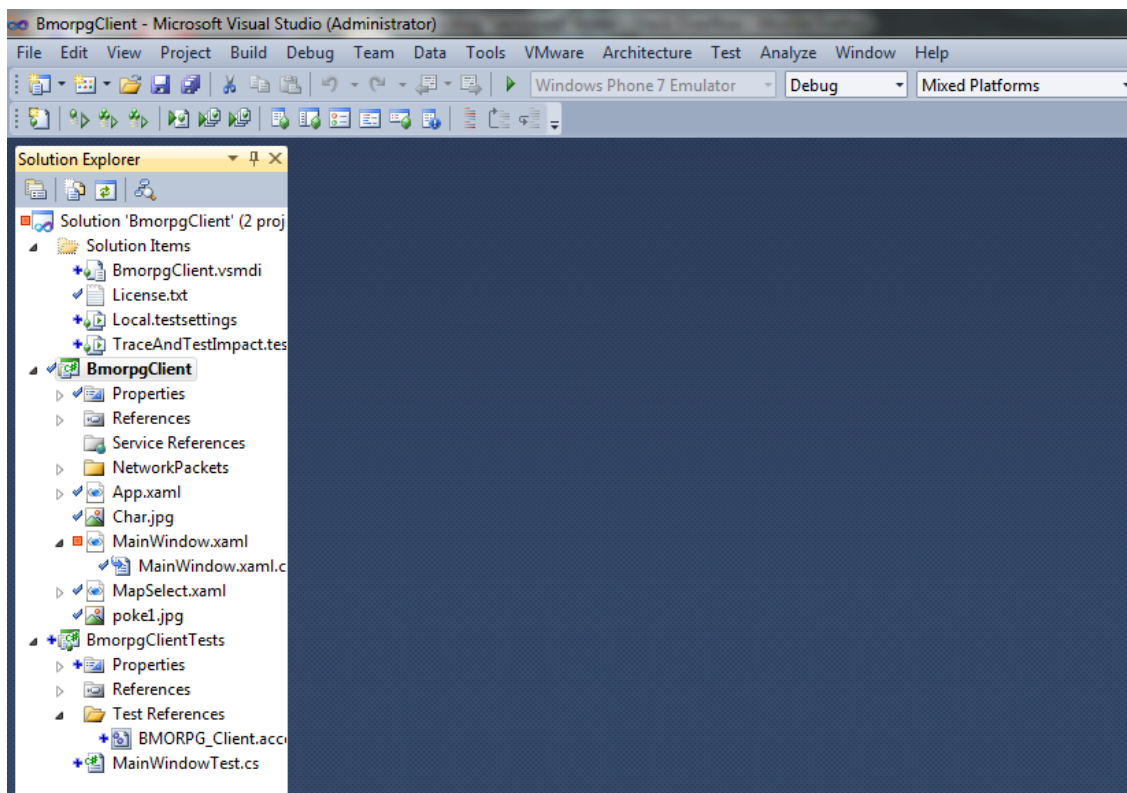 BmorpgClient - Microsoft Visual Studio (Administrator)
File Edit View Project Build Debug Team Data Tools VMware Architecture Test Analyze Window Help
Windows Phone 7 Emulator Debug Mixed Platforms
Solution Explorer
Solution 'BmorpgClient' (2 proj
Solution Items
BmorpgClient.vsmdi
License.txt
Local.testsettings
TraceAndTestImpact.tes
BmorpgClient
Properties
References
Service References
NetworkPackets
App.xaml
Char.jpg
MainWindow.xaml
MainWindow.xaml.c
MapSelect.xaml
poke1.jpg
BmorpgClientTests
Properties
References
Test References
BMORPG_Client.acc
MainWindowTest.cs